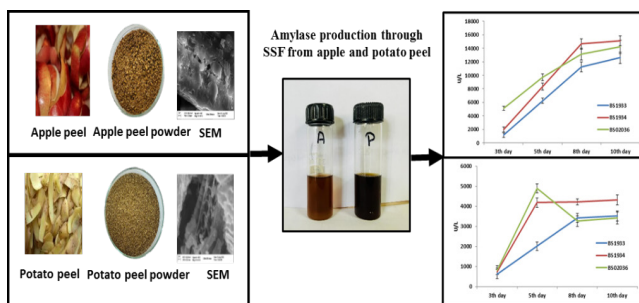 Apple peel Apple peel powder SEM
Potato peel Potato peel powder SEM
Amylase production through
SSF from apple and potato peel
A P
18000
16000
14000
12000
10000
8000
6000
4000
2000
0
U/L
3th day 5th day 8th day 10th day
BS1933
BS1934
BS02036
6000
5000
4000
3000
2000
1000
0
U/L
3th day 5th day 8th day 10th day
BS1933
BS1934
BS02036